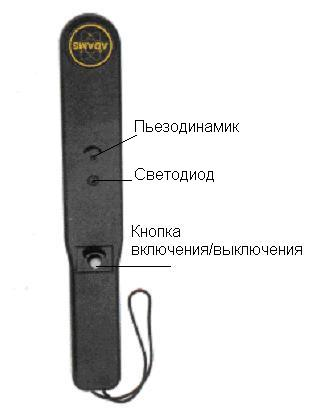 ADAMS
Пьезодинамик
Светодиод
Кнопка
включения/выключения